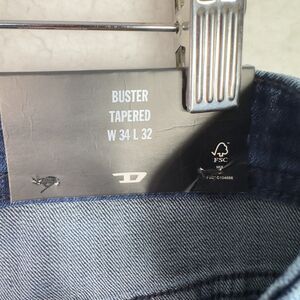 BUSTER
TAPERED
W 34 L 32
FSC